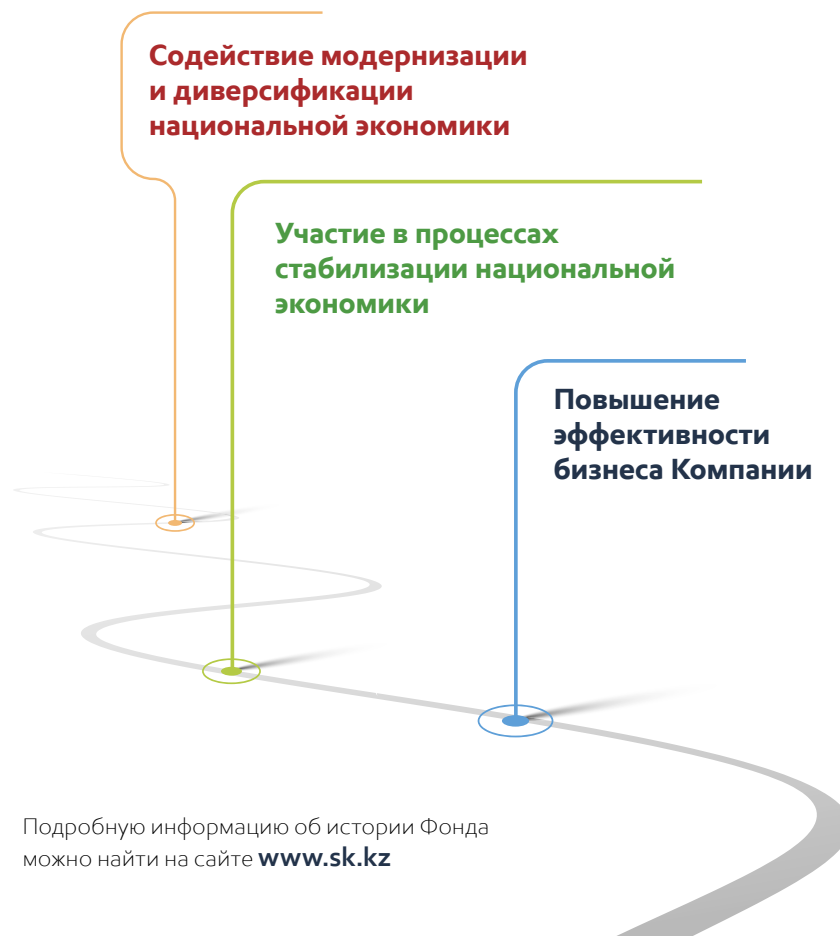 Содействие модернизации
и диверсификации
национальной экономики
Участие в процессах
стабилизации национальной
экономики
Повышение
эффективности
бизнеса Компании
Подробную информацию об истории Фонда
можно найти на сайте www.sk.kz